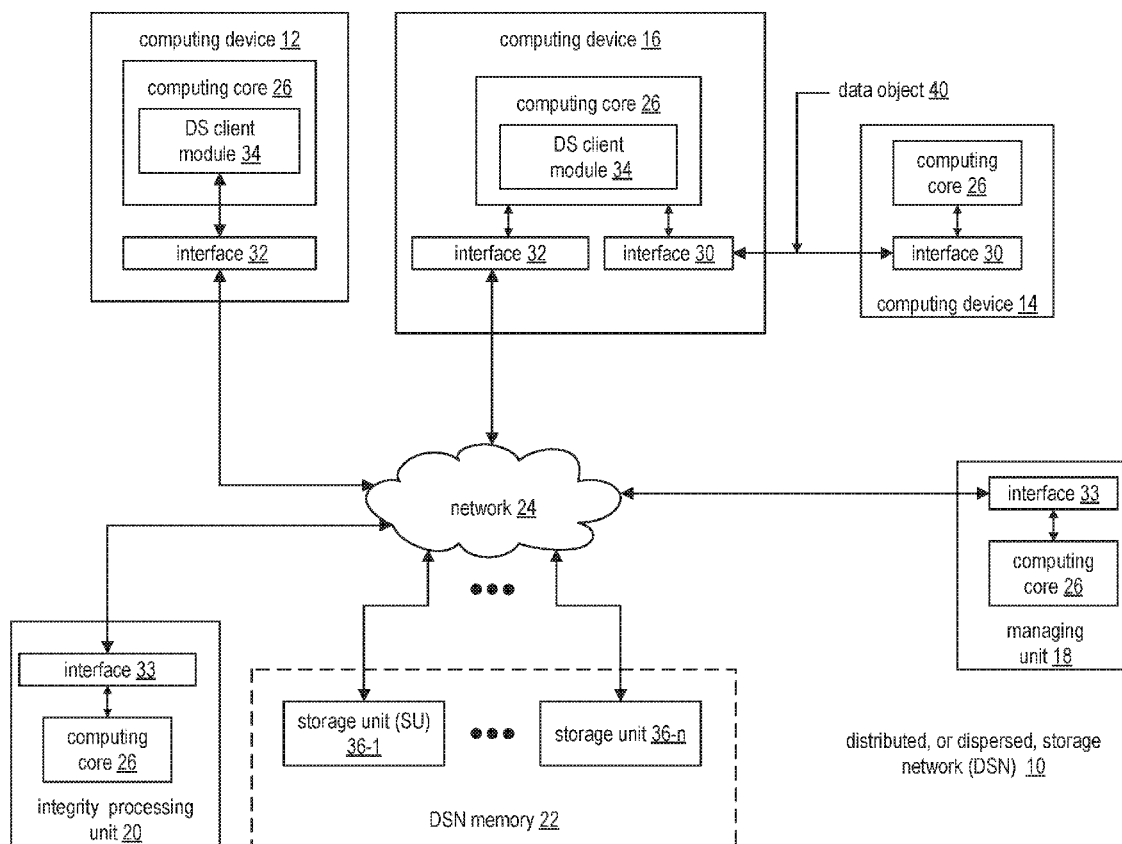 computing device 12
computing core 26
DS client
module 34
interface 32
computing device 16
computing core 26
DS client
module 34
interface 32
interface 30
data object 40
computing
core 26
interface 30
computing device 14
network 24
interface 33
computing
core 26
managing
unit 18
interface 33
computing
core 26
integrity processing
unit 20
storage unit (SU)
36-1
storage unit 36-n
DSN memory 22
distributed, or dispersed, storage
network (DSN) 10